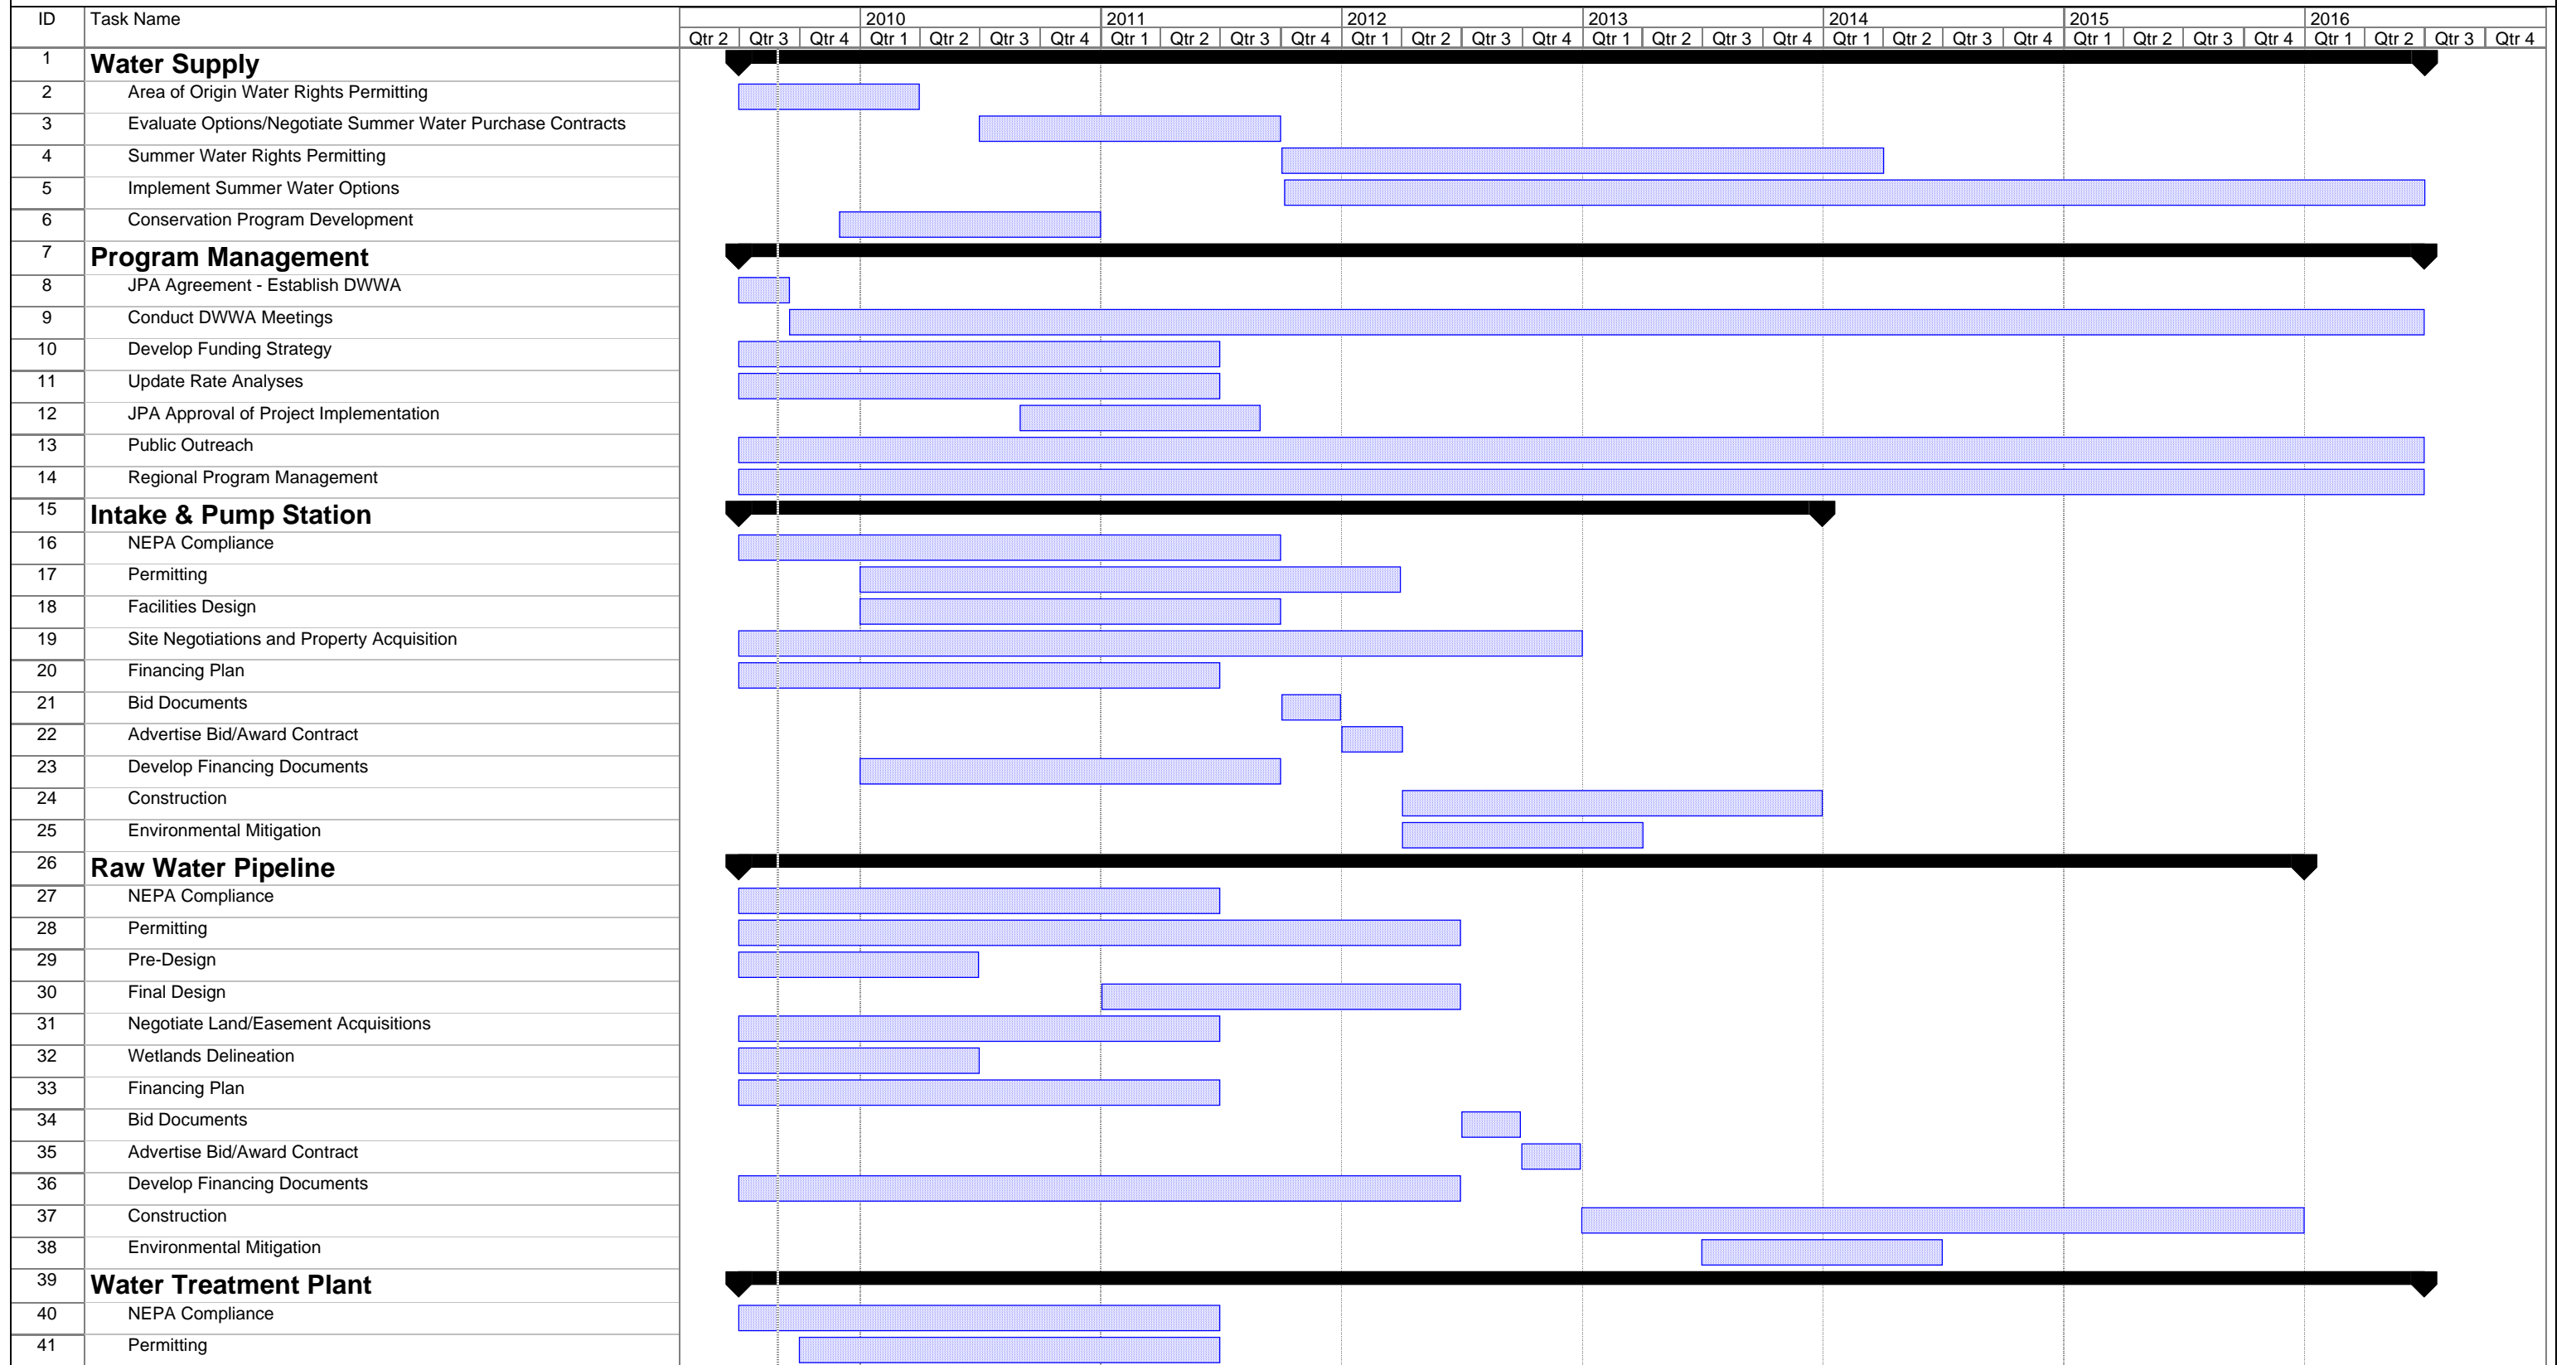 ID Task Name 2010 2011 2012 2013 2014 2015 2016
Qtr 2 Qtr 3 Qtr 4 Qtr 1 Qtr 2 Qtr 3 Qtr 4 Qtr 1 Qtr 2 Qtr 3 Qtr 4 Qtr 1 Qtr 2 Qtr 3 Qtr 4 Qtr 1 Qtr 2 Qtr 3 Qtr 4 Qtr 1 Qtr 2 Qtr 3 Qtr 4 Qtr 1 Qtr 2 Qtr 3 Qtr 4 Qtr 1 Qtr 2 Qtr 3 Qtr 4
1 Water Supply
2 Area of Origin Water Rights Permitting
3 Evaluate Options/Negotiate Summer Water Purchase Contracts
4 Summer Water Rights Permitting
5 Implement Summer Water Options
6 Conservation Program Development
7 Program Management
8 JPA Agreement - Establish DWWA
9 Conduct DWWA Meetings
10 Develop Funding Strategy
11 Update Rate Analyses
12 JPA Approval of Project Implementation
13 Public Outreach
14 Regional Program Management
15 Intake & Pump Station
16 NEPA Compliance
17 Permitting
18 Facilities Design
19 Site Negotiations and Property Acquisition
20 Financing Plan
21 Bid Documents
22 Advertise Bid/Award Contract
23 Develop Financing Documents
24 Construction
25 Environmental Mitigation
26 Raw Water Pipeline
27 NEPA Compliance
28 Permitting
29 Pre-Design
30 Final Design
31 Negotiate Land/Easement Acquisitions
32 Wetlands Delineation
33 Financing Plan
34 Bid Documents
35 Advertise Bid/Award Contract
36 Develop Financing Documents
37 Construction
38 Environmental Mitigation
39 Water Treatment Plant
40 NEPA Compliance
41 Permitting